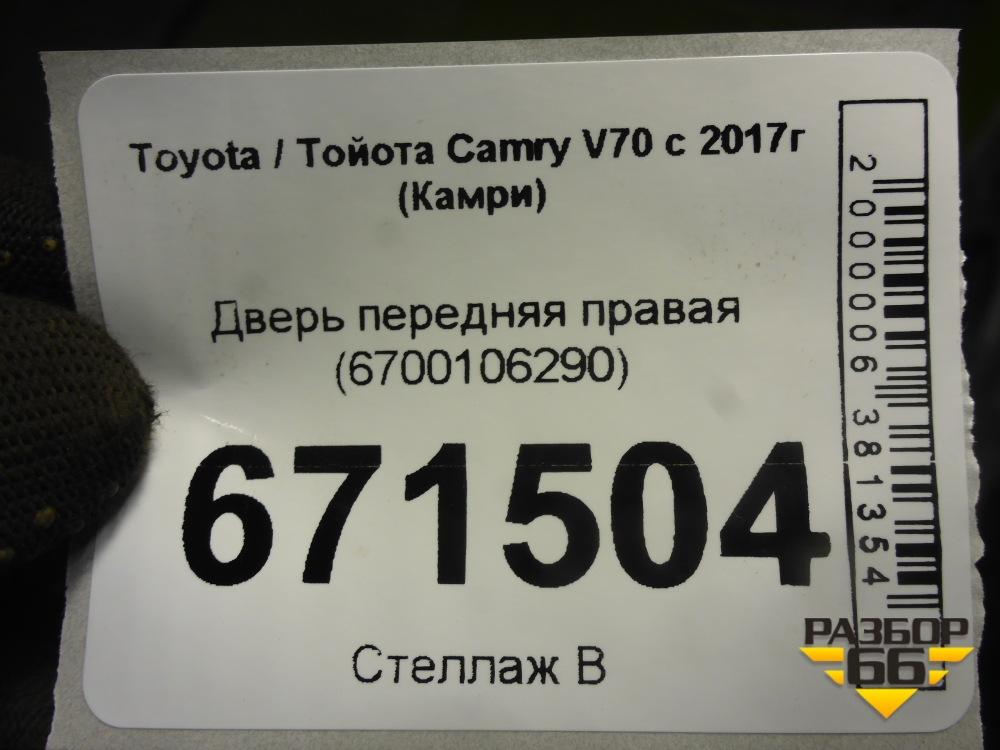 Toyota / Тойота Camry V70 с 2017г
(Камри)
Дверь передняя правая
(6700106290)
671504
Стеллаж В
2000006381354
РАЗБОР
66